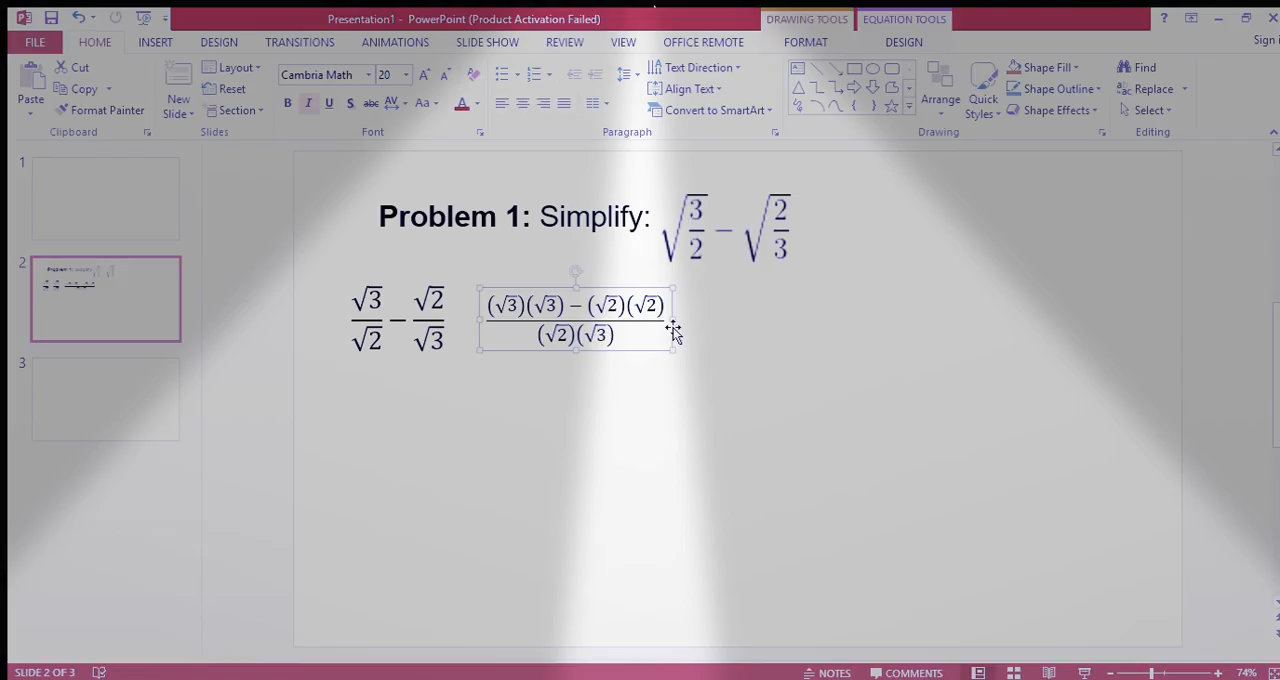 Presentation1 - PowerPoint (Product Activation Failed)
DRAWING TOOLS EQUATION TOOLS
?
FILE HOME INSERT DESIGN TRANSITIONS ANIMATIONS SLIDE SHOW REVIEW VIEW OFFICE REMOTE FORMAT DESIGN Sign i
Paste
Cut
Copy
Format Painter
Clipboard
New
Slide
Layout
Reset
Section
Slides
Cambria Math 20
B I U S abc AV Aa A
Font
Text Direction
Align Text
Convert to SmartArt
Paragraph
Arrange
Quick
Styles
Shape Fill
Shape Outline
Shape Effects
Drawing
Find
Replace
Select
Editing
1
2
3
Problem 1: Simplify: √(3/2) − √(2/3)
√3/√2 − √2/√3
((√3)(√3) − (√2)(√2))/((√2)(√3))
SLIDE 2 OF 3
NOTES COMMENTS 74%